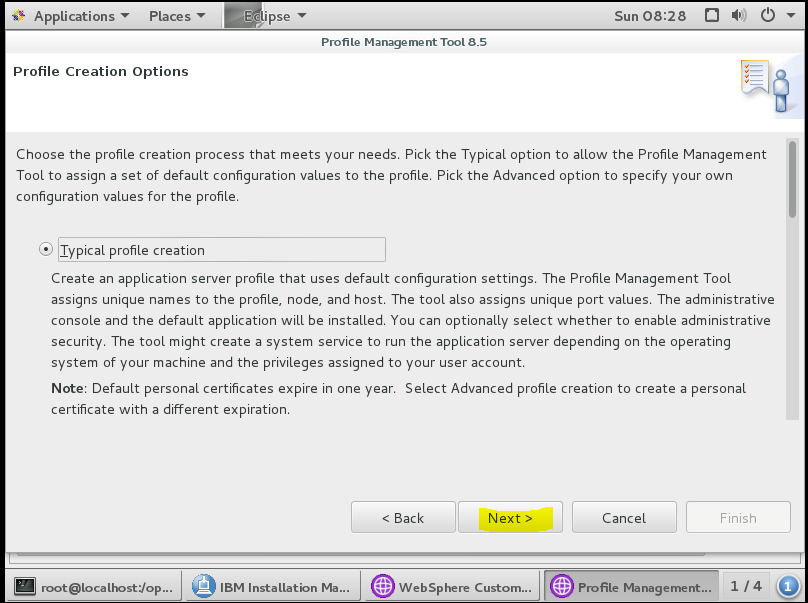 Applications Places Eclipse Sun 08:28
Profile Management Tool 8.5
Profile Creation Options
Choose the profile creation process that meets your needs. Pick the Typical option to allow the Profile Management
Tool to assign a set of default configuration values to the profile. Pick the Advanced option to specify your own
configuration values for the profile.
Typical profile creation
Create an application server profile that uses default configuration settings. The Profile Management Tool
assigns unique names to the profile, node, and host. The tool also assigns unique port values. The administrative
console and the default application will be installed. You can optionally select whether to enable administrative
security. The tool might create a system service to run the application server depending on the operating
system of your machine and the privileges assigned to your user account.
Note: Default personal certificates expire in one year.  Select Advanced profile creation to create a personal
certificate with a different expiration.
< Back Next > Cancel Finish
root@localhost:/op... IBM Installation Ma... WebSphere Custom... Profile Management... 1 / 4 1